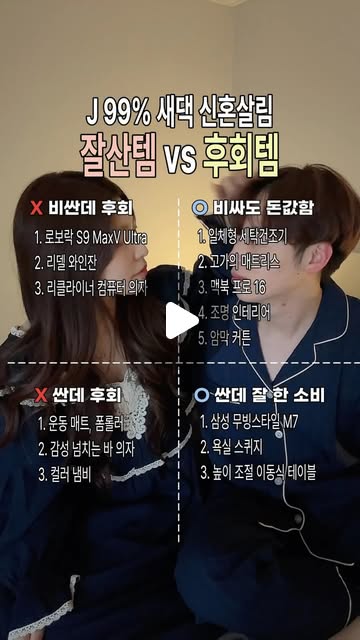 J 99% 새댁 신혼살림
잘산템 vs 후회템
X 비싼데 후회
1. 로보락 S9 MaxV Ultra
2. 리델 와인잔
3. 리클라이너 컴퓨터 의자
O 비싸도 돈값함
1. 일체형 세탁건조기
2. 고가의 매트리스
3. 맥북 프로 16
4. 조명 인테리어
5. 암막 커튼
X 싼데 후회
1. 운동 매트, 폼롤러
2. 감성 넘치는 바 의자
3. 컬러 냄비
O 싼데 잘 한 소비
1. 삼성 무빙스타일 M7
2. 욕실 스퀴지
3. 높이 조절 이동식 테이블